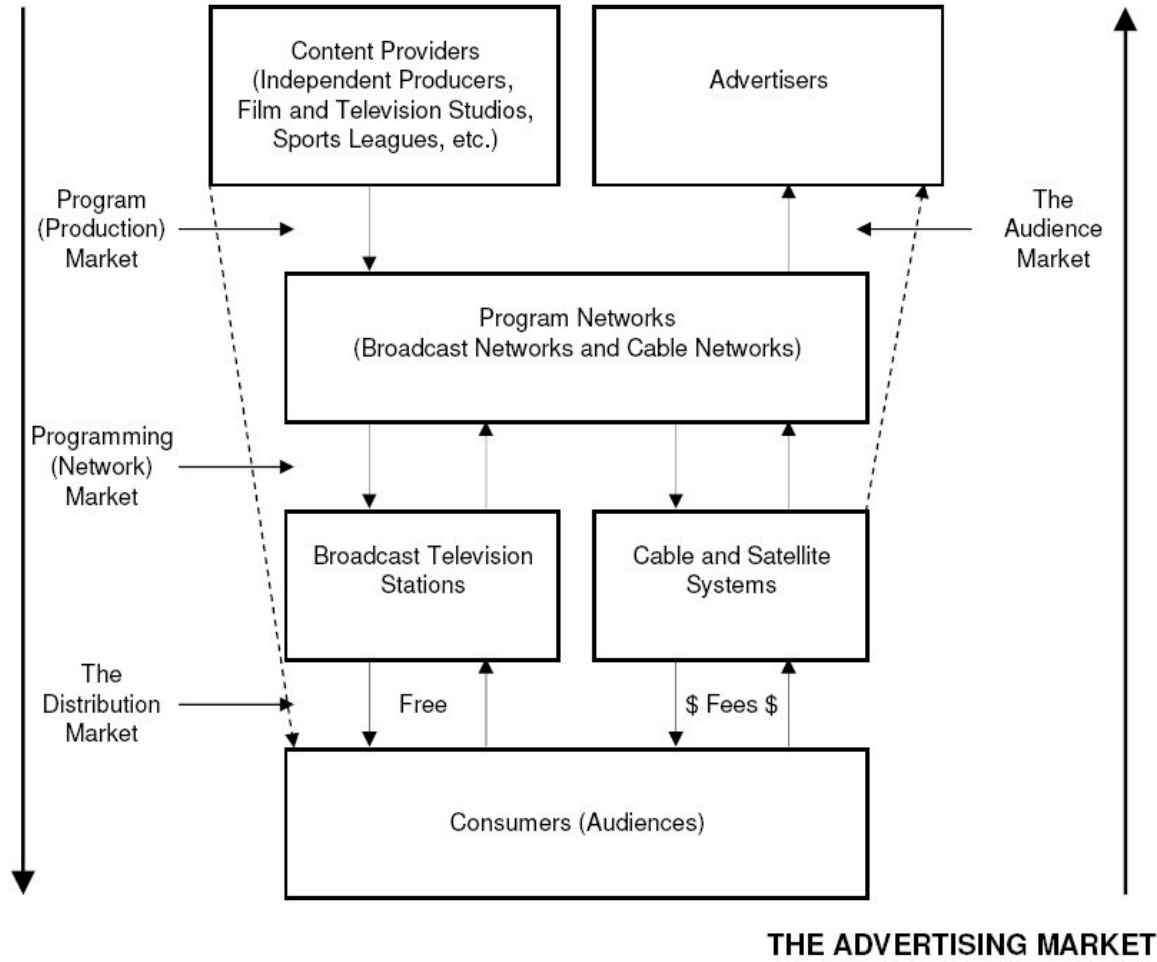 Content Providers
(Independent Producers,
Film and Television Studios,
Sports Leagues, etc.)
Advertisers
Program
(Production)
Market
The
Audience
Market
Program Networks
(Broadcast Networks and Cable Networks)
Programming
(Network)
Market
Broadcast Television
Stations
Cable and Satellite
Systems
The
Distribution
Market
Free
$ Fees $
Consumers (Audiences)
THE ADVERTISING MARKET